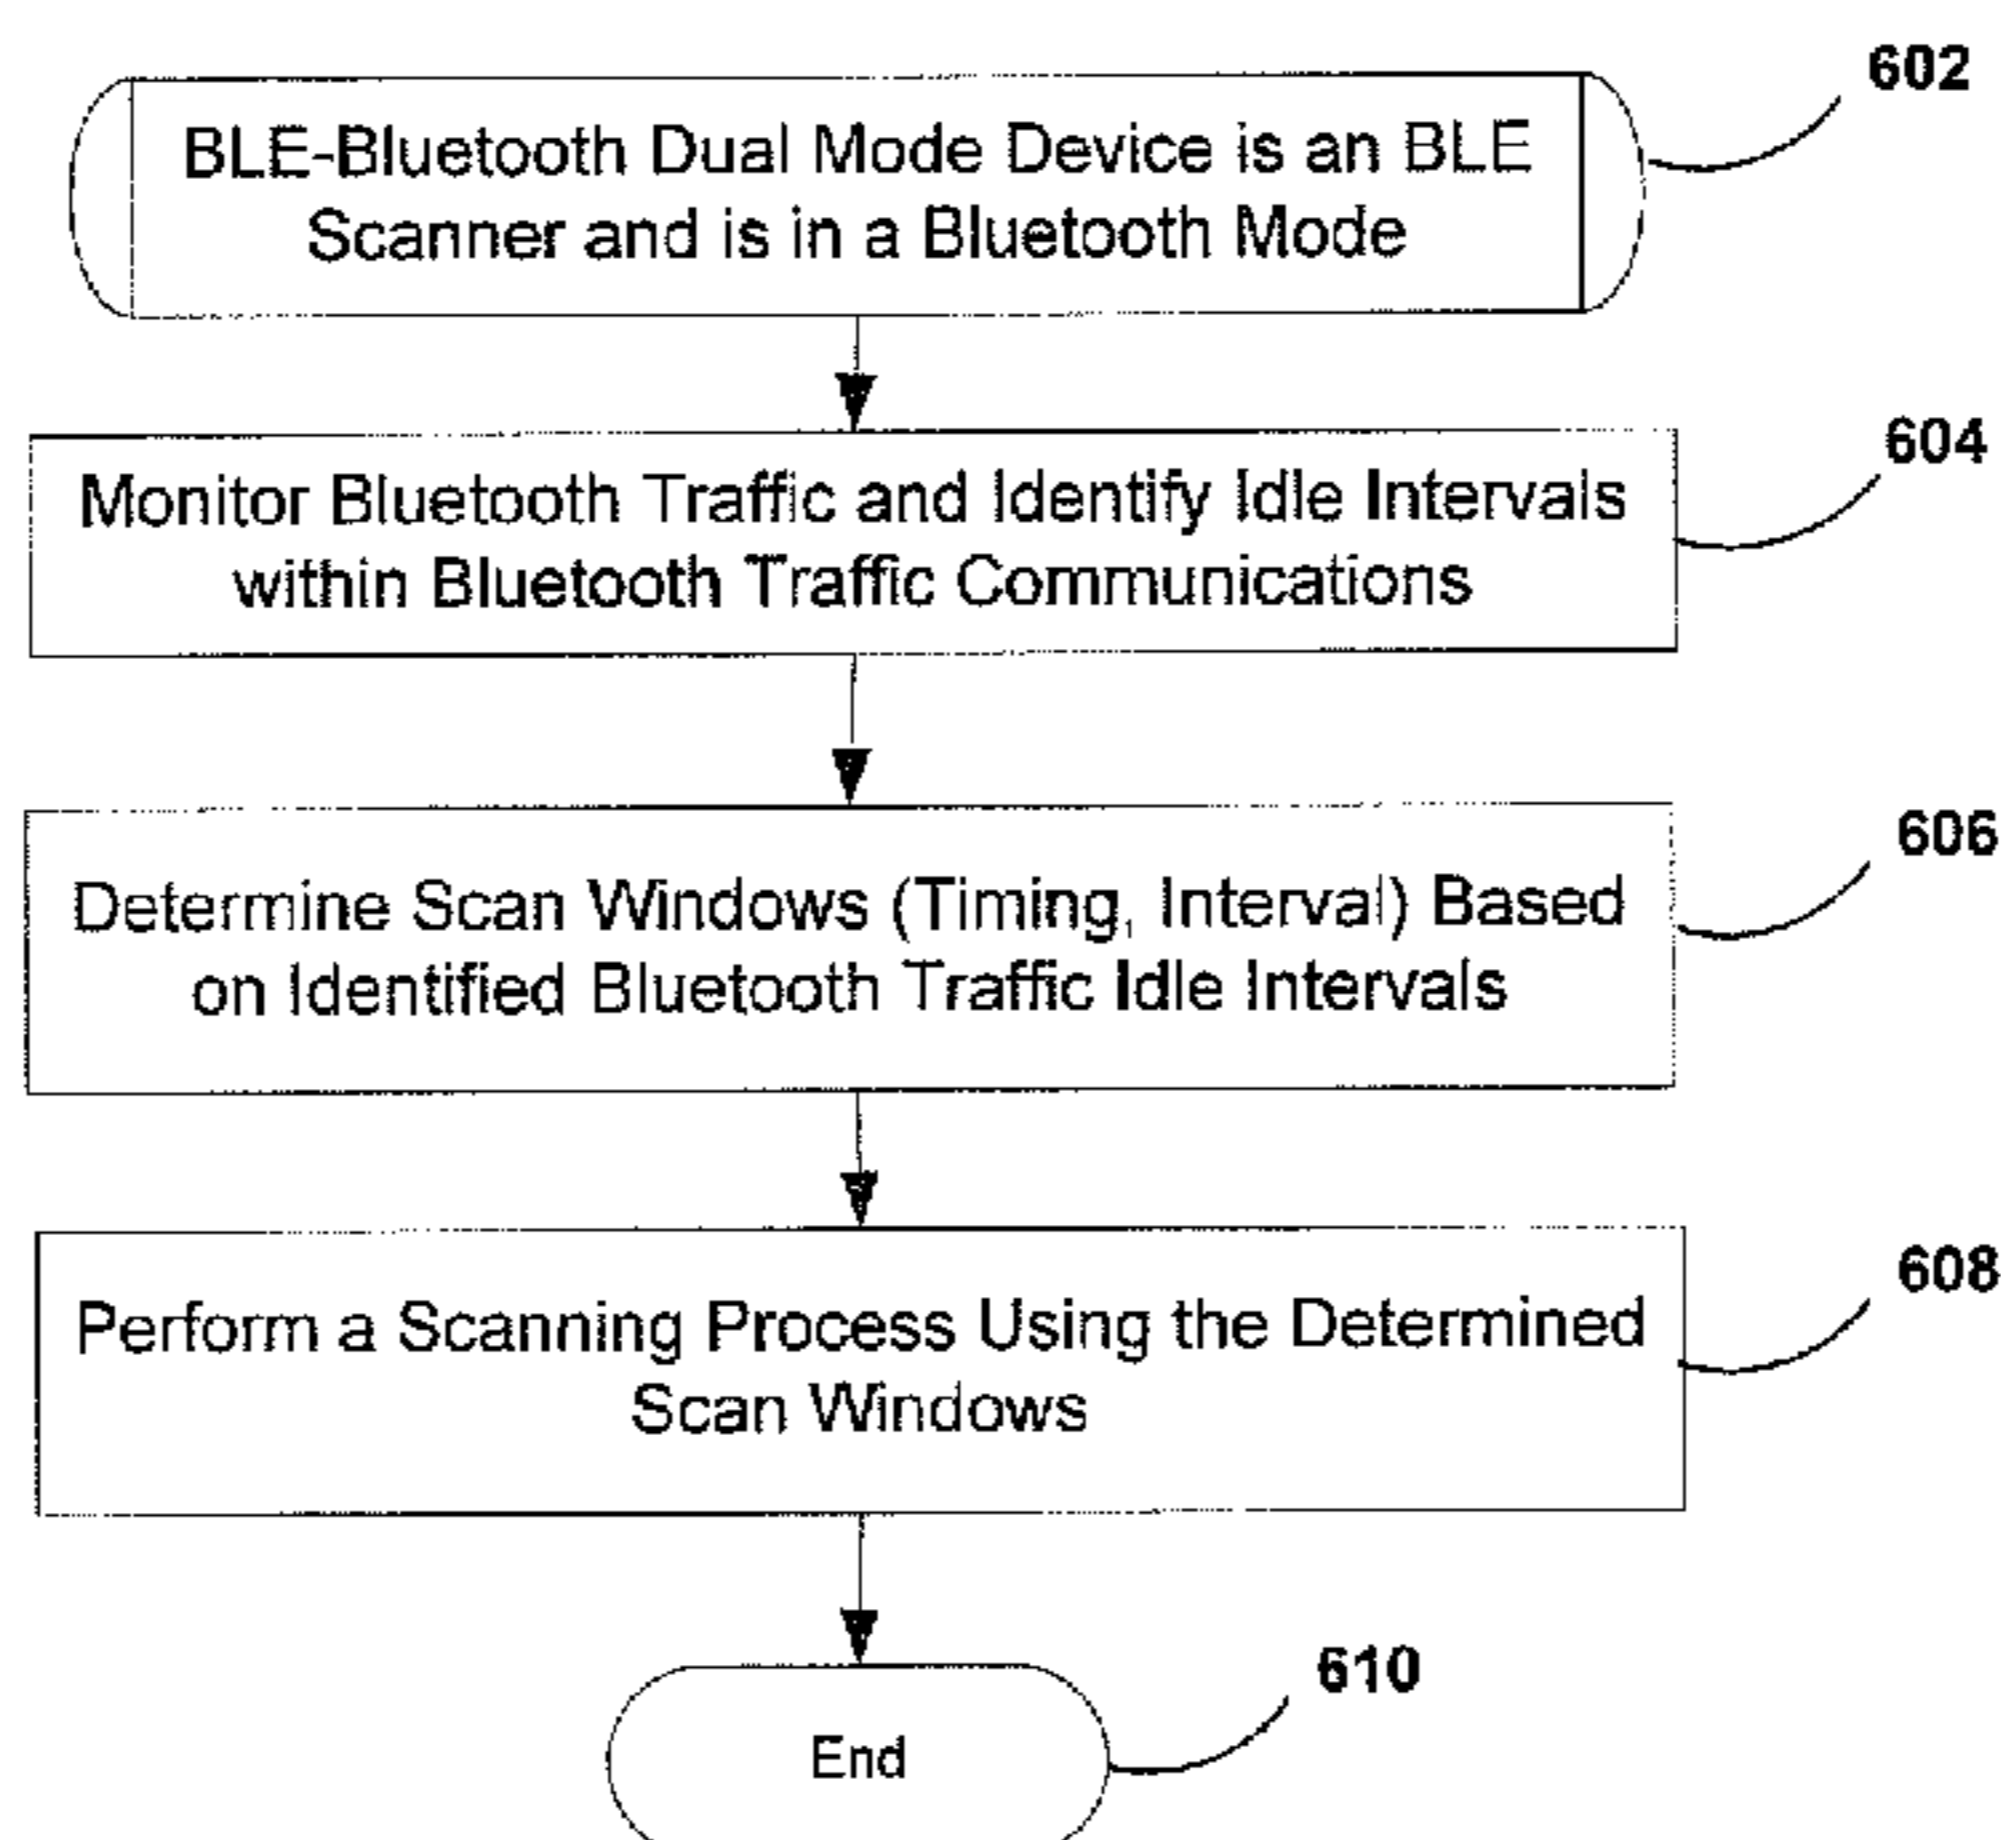 602
BLE-Bluetooth Dual Mode Device is an BLE
Scanner and is in a Bluetooth Mode
604
Monitor Bluetooth Traffic and Identify Idle Intervals
within Bluetooth Traffic Communications
606
Determine Scan Windows (Timing, Interval) Based
on Identified Bluetooth Traffic Idle Intervals
608
Perform a Scanning Process Using the Determined
Scan Windows
610
End